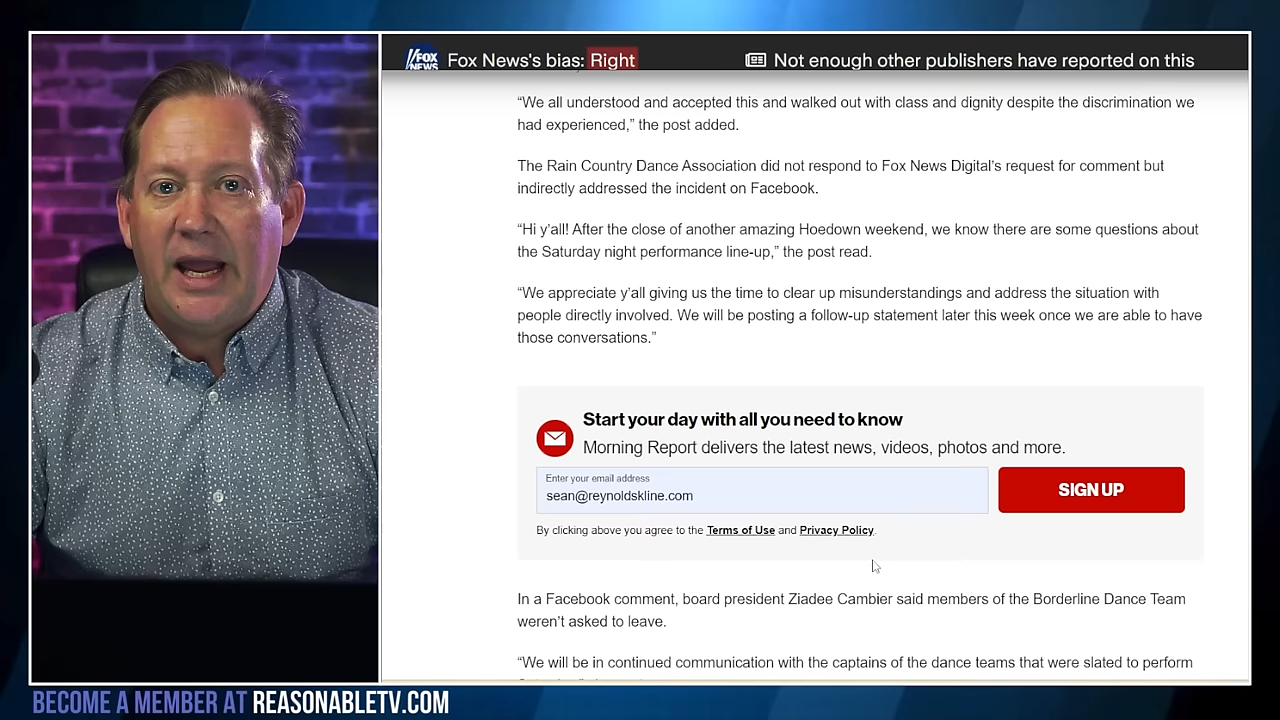 FOX NEWS Fox News's bias: Right Not enough other publishers have reported on this
“We all understood and accepted this and walked out with class and dignity despite the discrimination we
had experienced,” the post added.
The Rain Country Dance Association did not respond to Fox News Digital’s request for comment but
indirectly addressed the incident on Facebook.
“Hi y’all! After the close of another amazing Hoedown weekend, we know there are some questions about
the Saturday night performance line-up,” the post read.
“We appreciate y’all giving us the time to clear up misunderstandings and address the situation with
people directly involved. We will be posting a follow-up statement later this week once we are able to have
those conversations.”
Start your day with all you need to know
Morning Report delivers the latest news, videos, photos and more.
Enter your email address
sean@reynoldskline.com
SIGN UP
By clicking above you agree to the Terms of Use and Privacy Policy.
In a Facebook comment, board president Ziadee Cambier said members of the Borderline Dance Team
weren’t asked to leave.
“We will be in continued communication with the captains of the dance teams that were slated to perform
BECOME A MEMBER AT REASONABLETV.COM